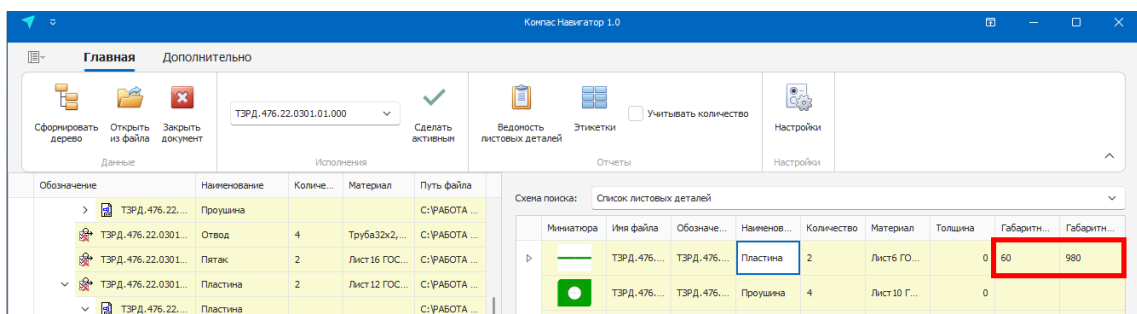 Компас Навигатор 1.0
Главная Дополнительно
Сформировать дерево
Открыть из файла
Закрыть документ
ТЗРД.476.22.0301.01.000
Сделать активным
Ведомость листовых деталей
Этикетки
Учитывать количество
Настройки
Данные Исполнения Отчеты Настройки
Обозначение Наименование Количе... Материал Путь файла
ТЗРД.476.22.... Проушина C:\РАБОТА ...
ТЗРД.476.22.0301... Отвод 4 Труба32x2,... C:\РАБОТА ...
ТЗРД.476.22.0301... Пятак 2 Лист16 ГОС... C:\РАБОТА ...
ТЗРД.476.22.0301... Пластина 2 Лист12 ГОС... C:\РАБОТА ...
ТЗРД.476.22.... Пластина C:\РАБОТА ...
Схема поиска: Список листовых деталей
Миниатюра Имя файла Обозначе... Наименов... Количество Материал Толщина Габаритн... Габаритн...
ТЗРД.476.... ТЗРД.476.... Пластина 2 Лист6 ГО... 0 60 980
ТЗРД.476.... ТЗРД.476.... Проушина 4 Лист10 Г... 0